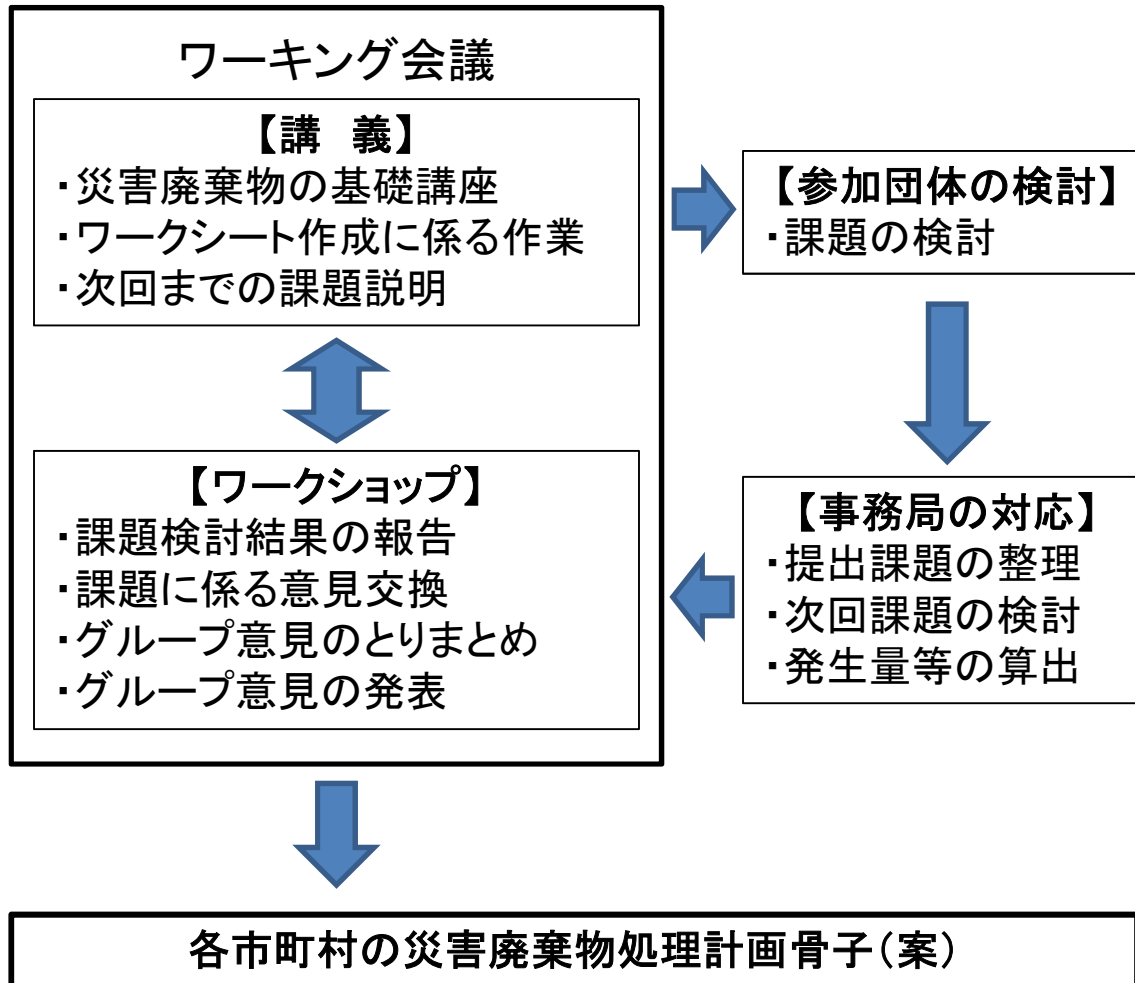 ワーキング会議
【講　義】
・災害廃棄物の基礎講座
・ワークシート作成に係る作業
・次回までの課題説明
【参加団体の検討】
・課題の検討
【ワークショップ】
・課題検討結果の報告
・課題に係る意見交換
・グループ意見のとりまとめ
・グループ意見の発表
【事務局の対応】
・提出課題の整理
・次回課題の検討
・発生量等の算出
各市町村の災害廃棄物処理計画骨子（案）